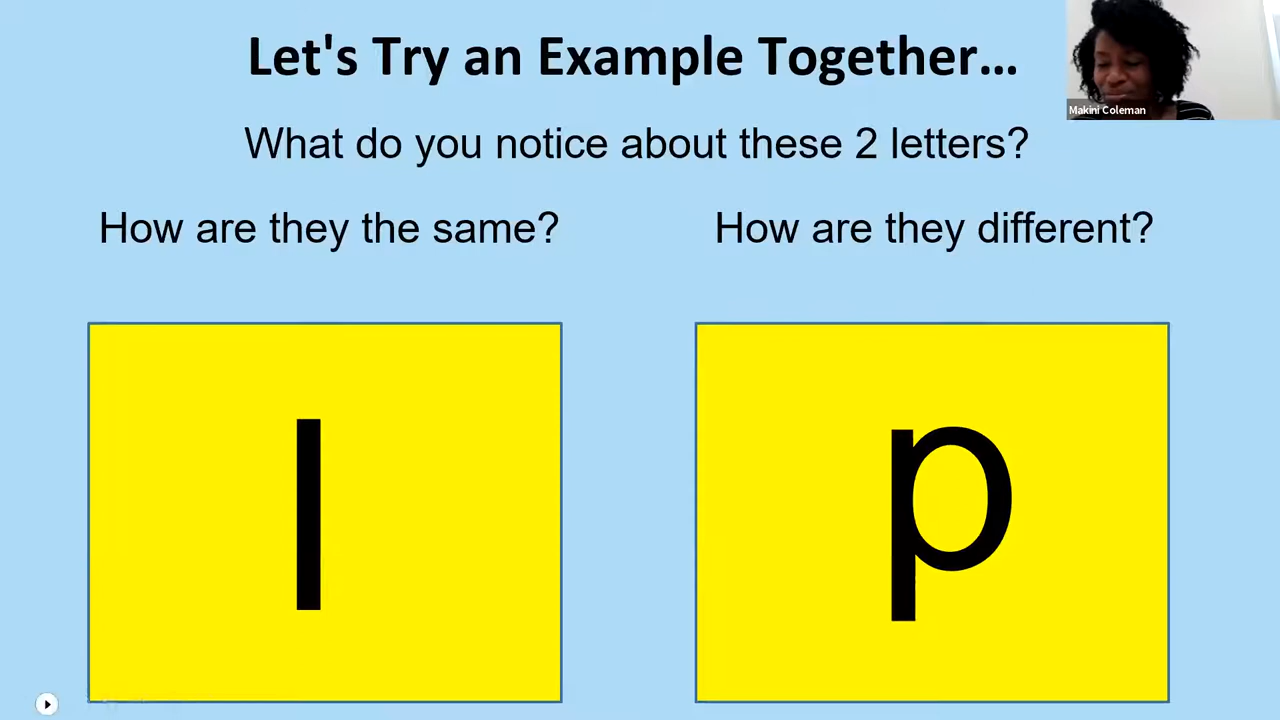 Let's Try an Example Together...
Makini Coleman
What do you notice about these 2 letters?
How are they the same?
How are they different?
l
p